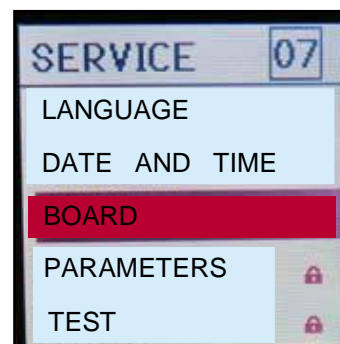 SERVICE 07
LANGUAGE
DATE AND TIME
BOARD
PARAMETERS
TEST